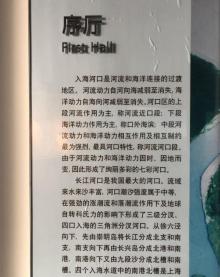 序厅
First Hall
入海河口是河流和海洋连接的过渡
地区，河流动力自河向海减弱至消失，海
洋动力自海向河减弱至消失，河口区的上
段河流作用为主，称河流近口段；下段
海洋动力作用为主，称口外海滨；中段河
流动力和海洋动力相互作用及相互制约
最为强烈，最具河口特性，称河流河口段。
由于河流动力和海洋动力因时、因地而
变，因此形成了绚丽多彩的七彩河口。
长江河口是我国最大的河口，流域
来水来沙丰富，河口潮汐强度属于中等，
在强劲的涨潮流和落潮流作用及地球
自转科氏力的影响下形成了三级分汊、
四口入海的三角洲分汊河口。从徐六泾
向下，先由崇明岛将长江分成北支和南
支，南支向下再由长兴岛分成北港和南
港，南港向下又由九段沙分成北槽和南
槽，四个入海水道中的南港北槽是上海